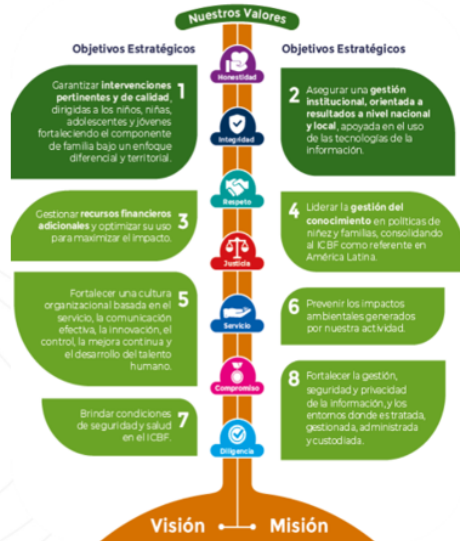 Nuestros Valores
Objetivos Estratégicos
Objetivos Estratégicos
Honestidad
1
Garantizar intervenciones
pertinentes y de calidad,
dirigidas a los niños, niñas,
adolescentes y jóvenes
fortaleciendo el componente
de familia bajo un enfoque
diferencial y territorial.
2
Asegurar una gestión
institucional, orientada a
resultados a nivel nacional
y local, apoyada en el uso
de las tecnologías de la
información.
Integridad
Respeto
3
Gestionar recursos financieros
adicionales y optimizar su uso
para maximizar el impacto.
4
Liderar la gestión del
conocimiento en políticas de
niñez y familias, consolidando
al ICBF como referente en
América Latina.
Justicia
5
Fortalecer una cultura
organizacional basada en el
servicio, la comunicación
efectiva, la innovación, el
control, la mejora continua y
el desarrollo del talento
humano.
6
Prevenir los impactos
ambientales generados
por nuestra actividad.
Servicio
Compromiso
7
Brindar condiciones
de seguridad y salud
en el ICBF.
8
Fortalecer la gestión,
seguridad y privacidad
de la información, y los
entornos donde es tratada,
gestionada, administrada
y custodiada.
Diligencia
Visión
Misión